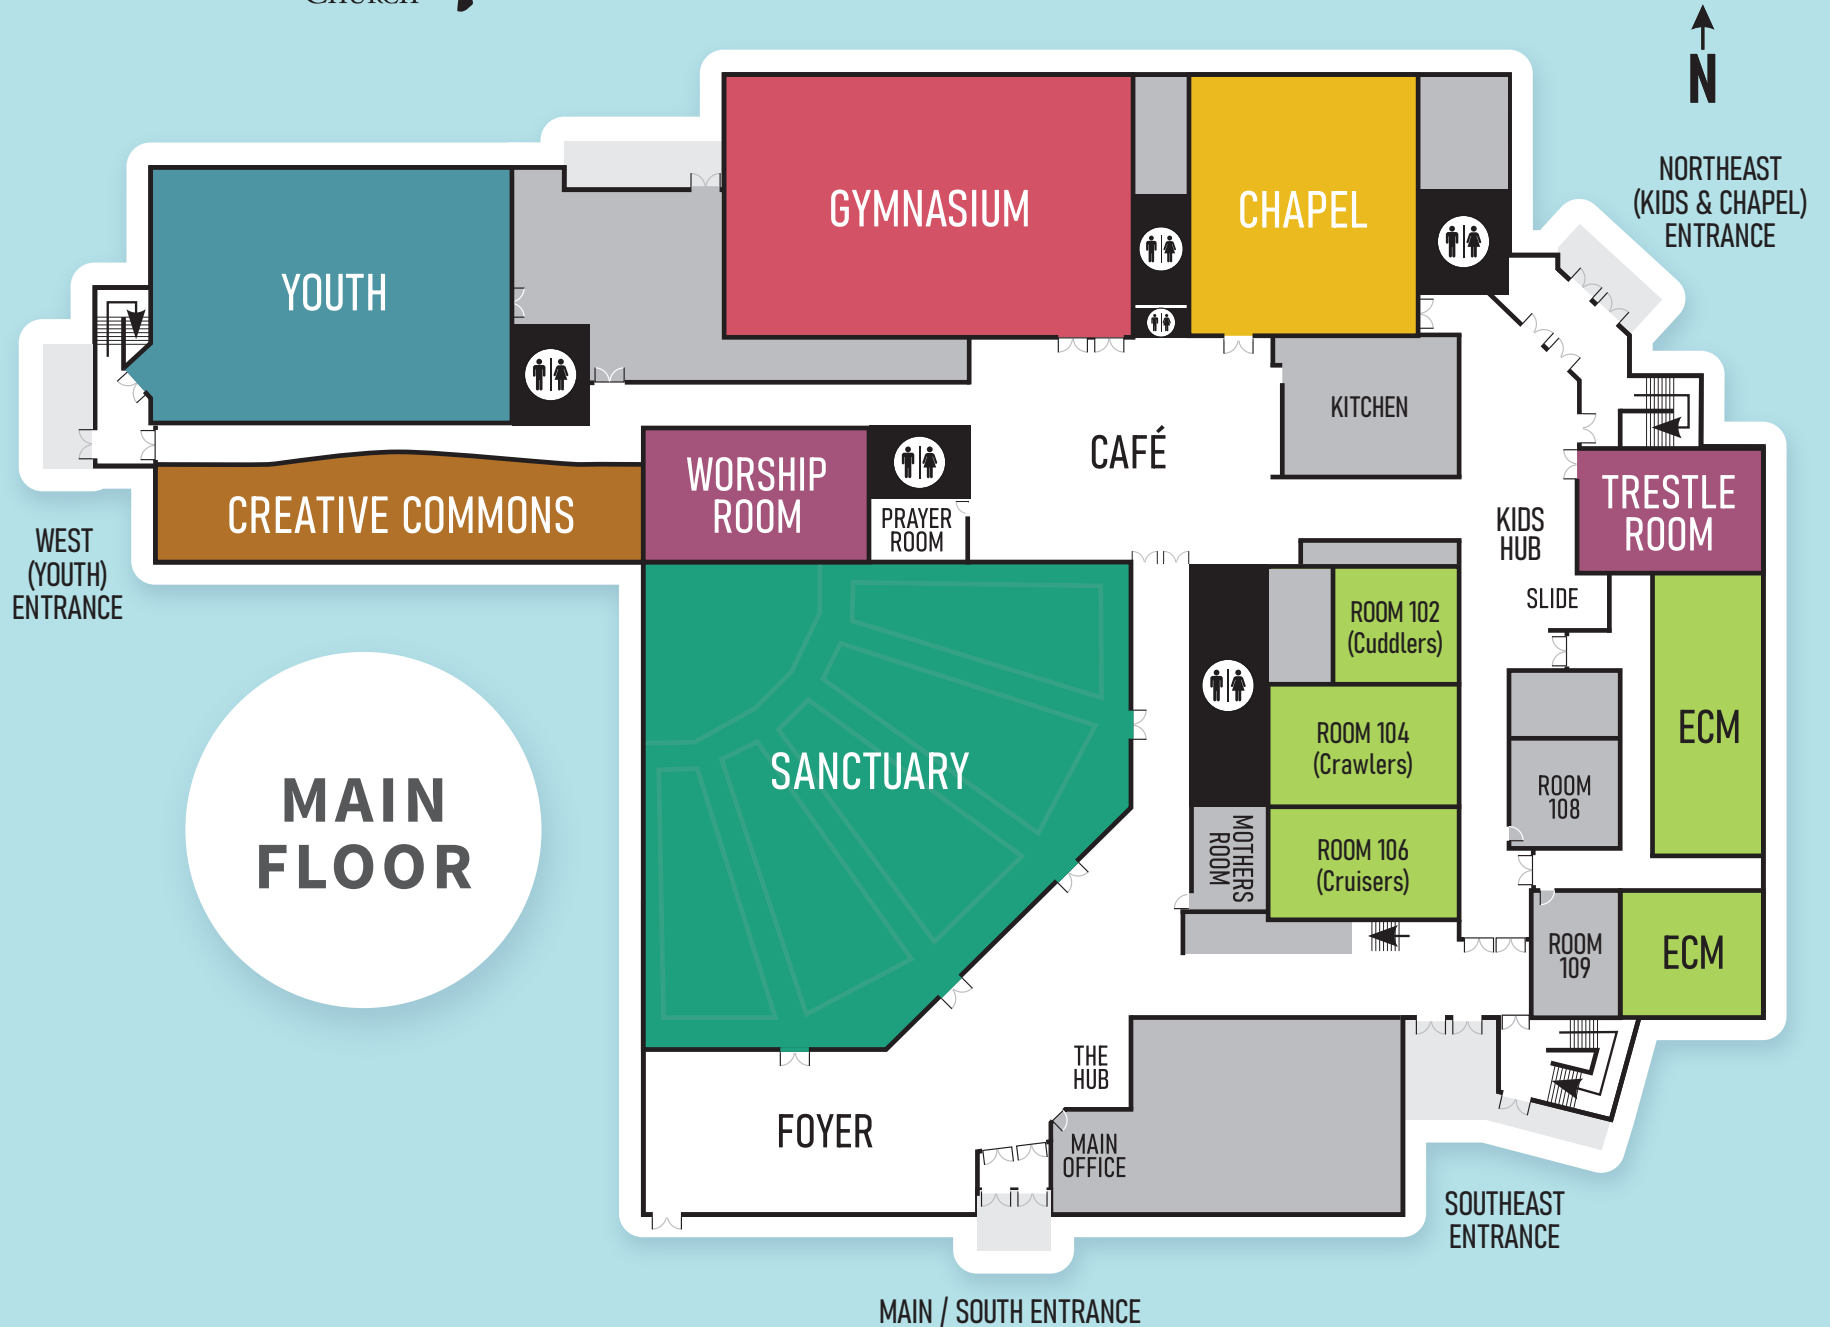 CHURCH
N
NORTHEAST
(KIDS & CHAPEL)
ENTRANCE
GYMNASIUM
CHAPEL
YOUTH
KITCHEN
CAFÉ
WORSHIP
ROOM
CREATIVE COMMONS
PRAYER
ROOM
TRESTLE
ROOM
KIDS
HUB
SLIDE
WEST
(YOUTH)
ENTRANCE
ROOM 102
(Cuddlers)
ROOM 104
(Crawlers)
ROOM 106
(Cruisers)
MOTHERS
ROOM
ECM
ROOM
108
ROOM
109
ECM
SANCTUARY
MAIN
FLOOR
THE
HUB
FOYER
MAIN
OFFICE
SOUTHEAST
ENTRANCE
MAIN / SOUTH ENTRANCE